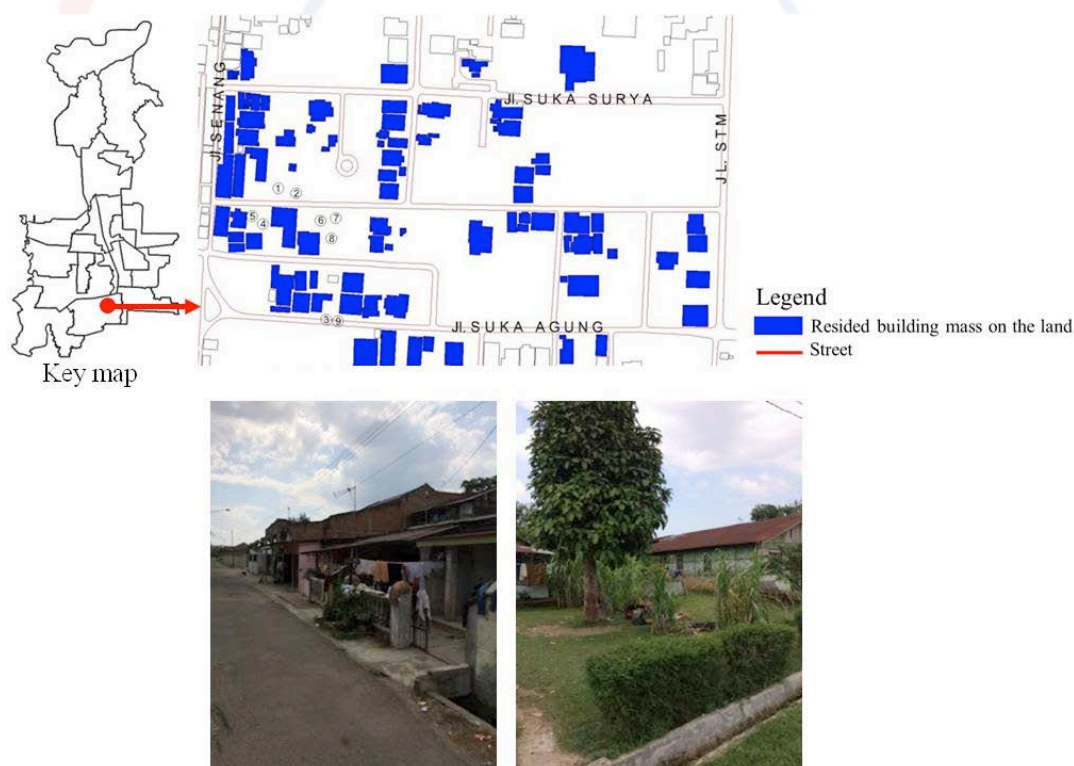 Jl. SUKA SURYA
Jl. SENANG
JL. STM
1
2
5
4
6
7
8
3+9
Jl. SUKA AGUNG
Key map
Legend
Resided building mass on the land
Street